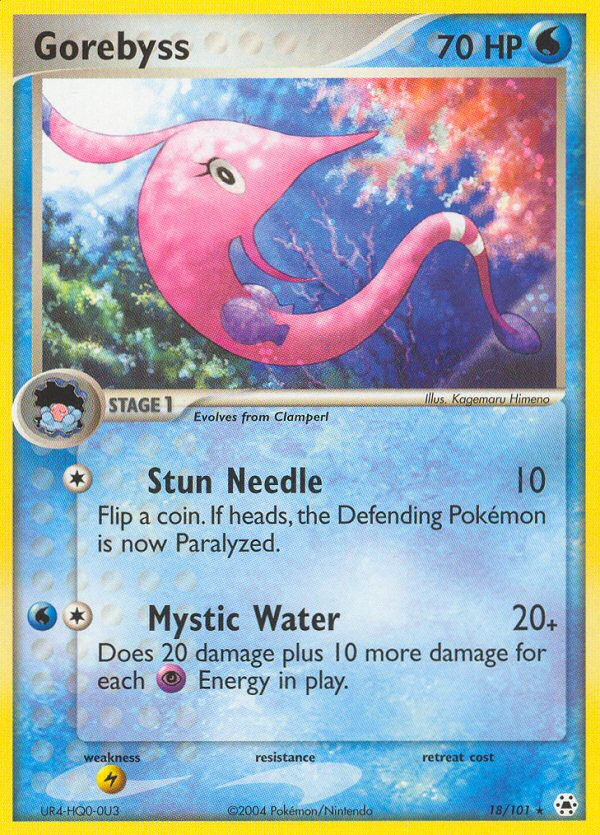 Gorebyss 70 HP
Illus. Kagemaru Himeno
STAGE 1
Evolves from Clamperl
Stun Needle 10
Flip a coin. If heads, the Defending Pokémon
is now Paralyzed.
Mystic Water 20+
Does 20 damage plus 10 more damage for
each Energy in play.
weakness resistance retreat cost
UR4-HQ0-0U3 ©2004 Pokémon/Nintendo 18/101 ★